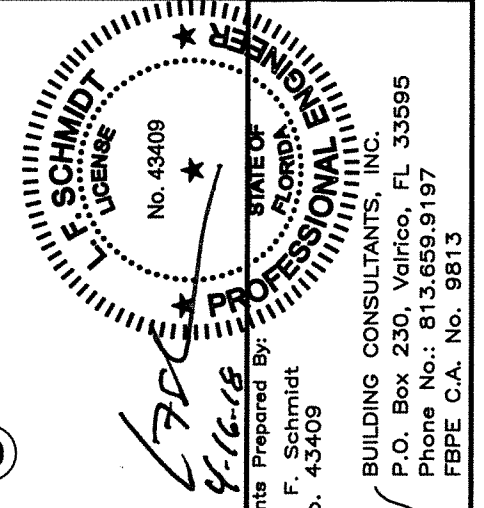 L. F. SCHMIDT
LICENSE
No. 43409
STATE OF
FLORIDA
PROFESSIONAL ENGINEER
4-16-18
nts Prepared By:
F. Schmidt
o. 43409
BUILDING CONSULTANTS, INC.
P.O. Box 230, Valrico, FL 33595
Phone No.: 813.659.9197
FBPE C.A. No. 9813